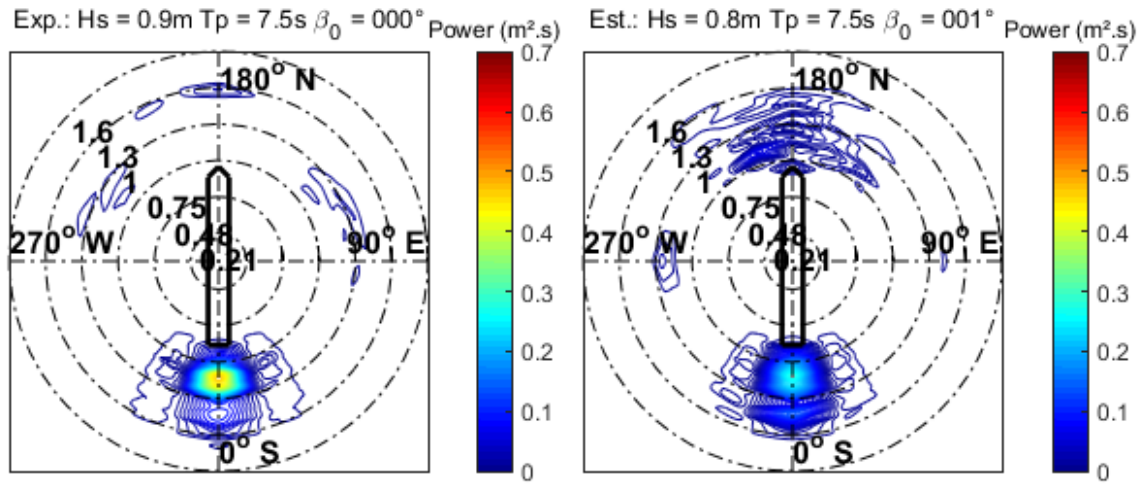 Exp.: Hs = 0.9m Tp = 7.5s β0 = 000°
Power (m².s)
180° N
1.6
1.3
1
0.75
0.48
0.21
270° W
90° E
0° S
0.7
0.6
0.5
0.4
0.3
0.2
0.1
0
Est.: Hs = 0.8m Tp = 7.5s β0 = 001°
Power (m².s)
180° N
1.6
1.3
1
0.75
0.48
0.21
270° W
90° E
0° S
0.7
0.6
0.5
0.4
0.3
0.2
0.1
0